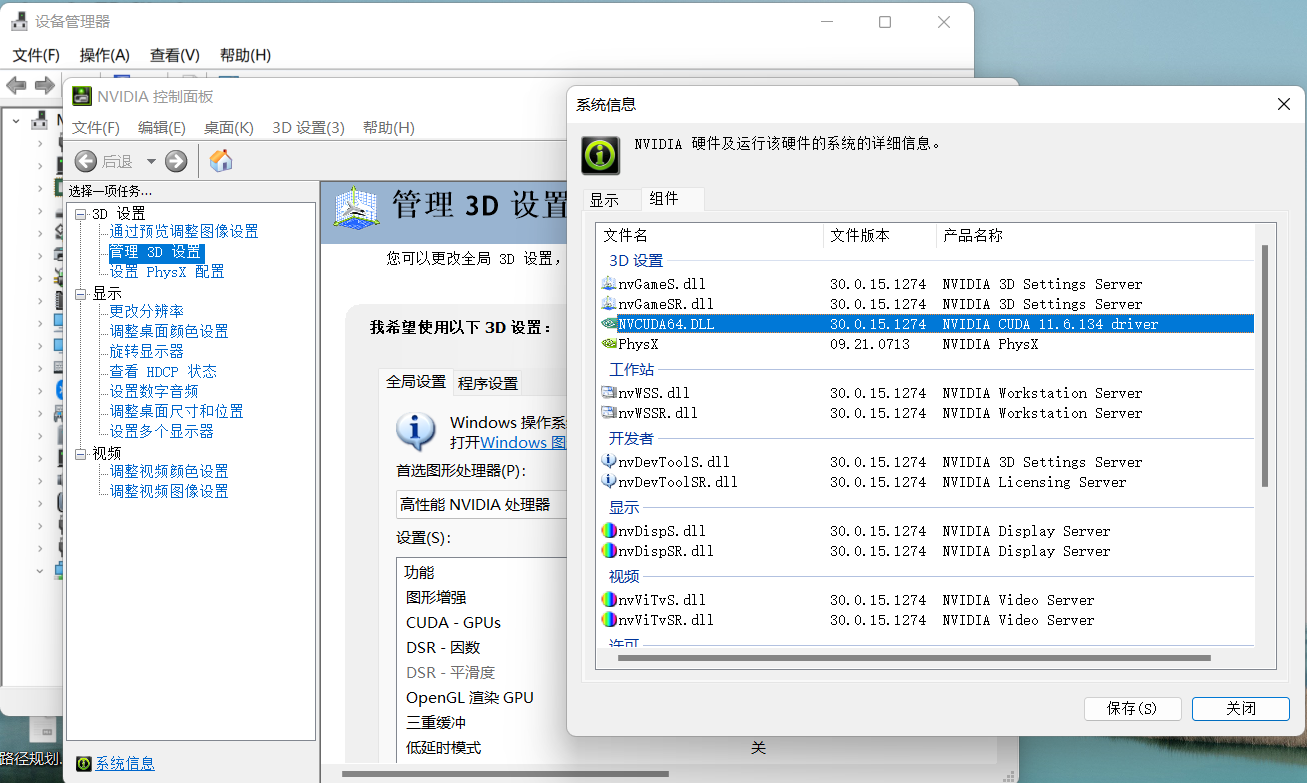 设备管理器
文件(F) 操作(A) 查看(V) 帮助(H)
NVIDIA 控制面板
文件(F) 编辑(E) 桌面(K) 3D 设置(3) 帮助(H)
后退
选择一项任务...
3D 设置
通过预览调整图像设置
管理 3D 设置
设置 PhysX 配置
显示
更改分辨率
调整桌面颜色设置
旋转显示器
查看 HDCP 状态
设置数字音频
调整桌面尺寸和位置
设置多个显示器
视频
调整视频颜色设置
调整视频图像设置
系统信息
路径规划.
管理 3D 设置
您可以更改全局 3D 设置，
我希望使用以下 3D 设置：
全局设置 程序设置
Windows 操作系
打开Windows 图
首选图形处理器(P):
高性能 NVIDIA 处理器
设置(S):
功能
图形增强
CUDA - GPUs
DSR - 因数
DSR - 平滑度
OpenGL 渲染 GPU
三重缓冲
低延时模式 关
系统信息
NVIDIA 硬件及运行该硬件的系统的详细信息。
显示 组件
文件名 文件版本 产品名称
3D 设置
nvGameS.dll 30.0.15.1274 NVIDIA 3D Settings Server
nvGameSR.dll 30.0.15.1274 NVIDIA 3D Settings Server
NVCUDA64.DLL 30.0.15.1274 NVIDIA CUDA 11.6.134 driver
PhysX 09.21.0713 NVIDIA PhysX
工作站
nvWSS.dll 30.0.15.1274 NVIDIA Workstation Server
nvWSSR.dll 30.0.15.1274 NVIDIA Workstation Server
开发者
nvDevToolS.dll 30.0.15.1274 NVIDIA 3D Settings Server
nvDevToolSR.dll 30.0.15.1274 NVIDIA Licensing Server
显示
nvDispS.dll 30.0.15.1274 NVIDIA Display Server
nvDispSR.dll 30.0.15.1274 NVIDIA Display Server
视频
nvViTvS.dll 30.0.15.1274 NVIDIA Video Server
nvViTvSR.dll 30.0.15.1274 NVIDIA Video Server
许可
保存(S) 关闭